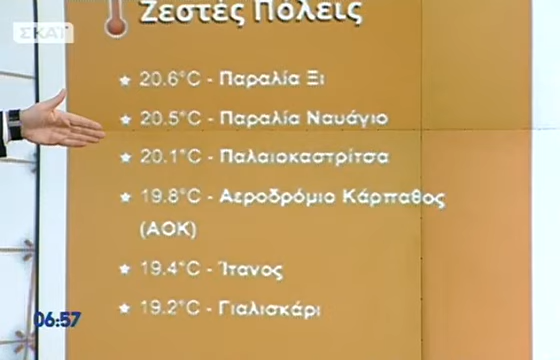 ΣΚΑΪ
Ζεστές Πόλεις
★ 20.6°C - Παραλία Ξι
★ 20.5°C - Παραλία Ναυάγιο
★ 20.1°C - Παλαιοκαστρίτσα
★ 19.8°C - Αεροδρόμιο Κάρπαθος
(ΑΟΚ)
★ 19.4°C - Ίτανος
★ 19.2°C - Γιαλισκάρι
06:57